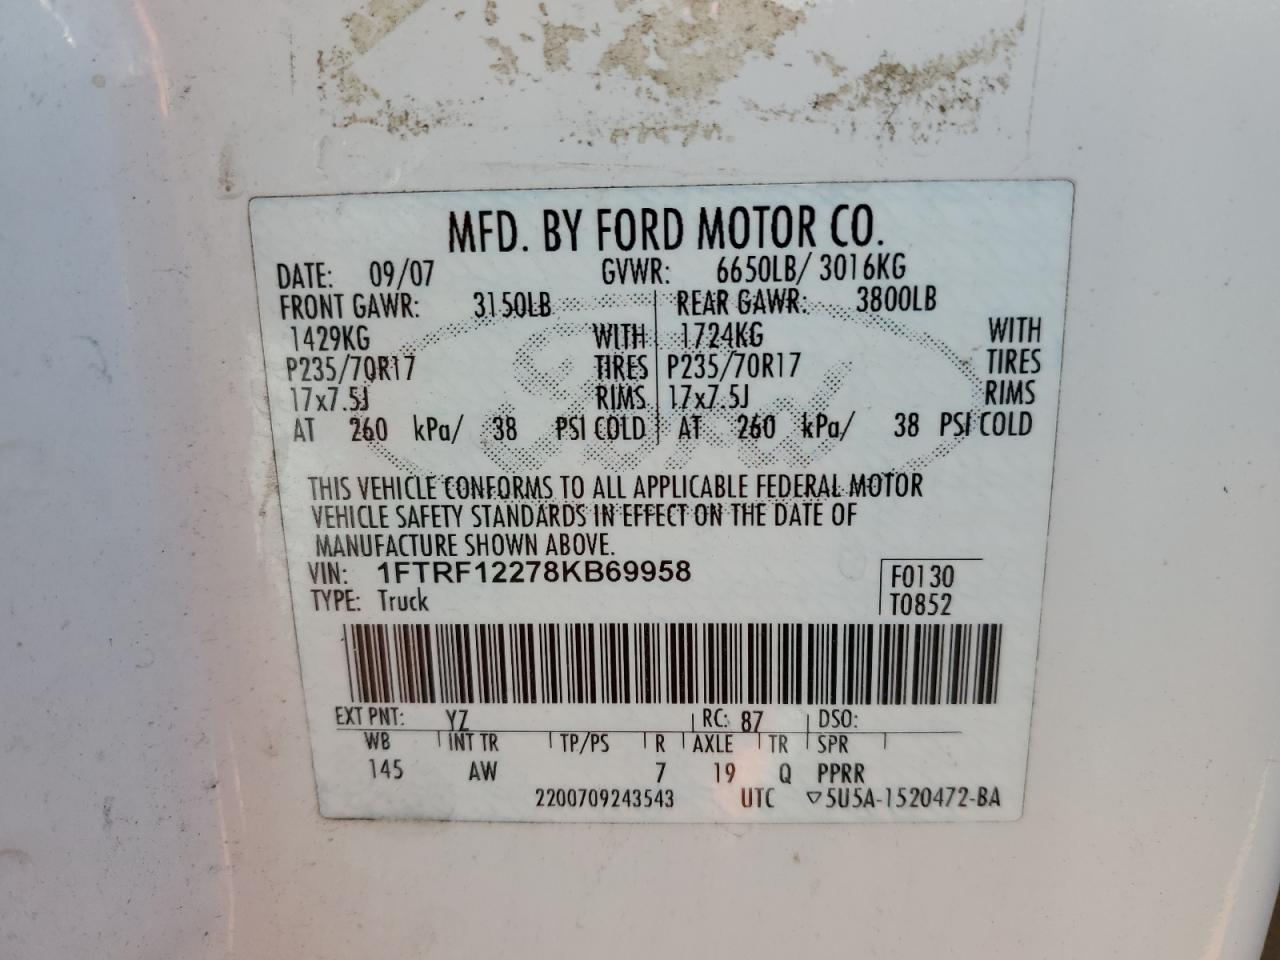 MFD. BY FORD MOTOR CO.
DATE: 09/07 GVWR: 6650LB/ 3016KG
FRONT GAWR: 3150LB REAR GAWR: 3800LB
1429KG WITH 1724KG WITH
P235/70R17 TIRES P235/70R17 TIRES
17x7.5J RIMS 17x7.5J RIMS
AT 260 kPa/ 38 PSI COLD AT 260 kPa/ 38 PSI COLD
THIS VEHICLE CONFORMS TO ALL APPLICABLE FEDERAL MOTOR
VEHICLE SAFETY STANDARDS IN EFFECT ON THE DATE OF
MANUFACTURE SHOWN ABOVE.
VIN: 1FTRF12278KB69958 F0130
TYPE: Truck T0852
EXT PNT: YZ RC: 87 DSO:
WB INT TR TP/PS R AXLE TR SPR
145 AW 7 19 Q PPRR
2200709243543 UTC ▽5U5A-1520472-BA
Ford